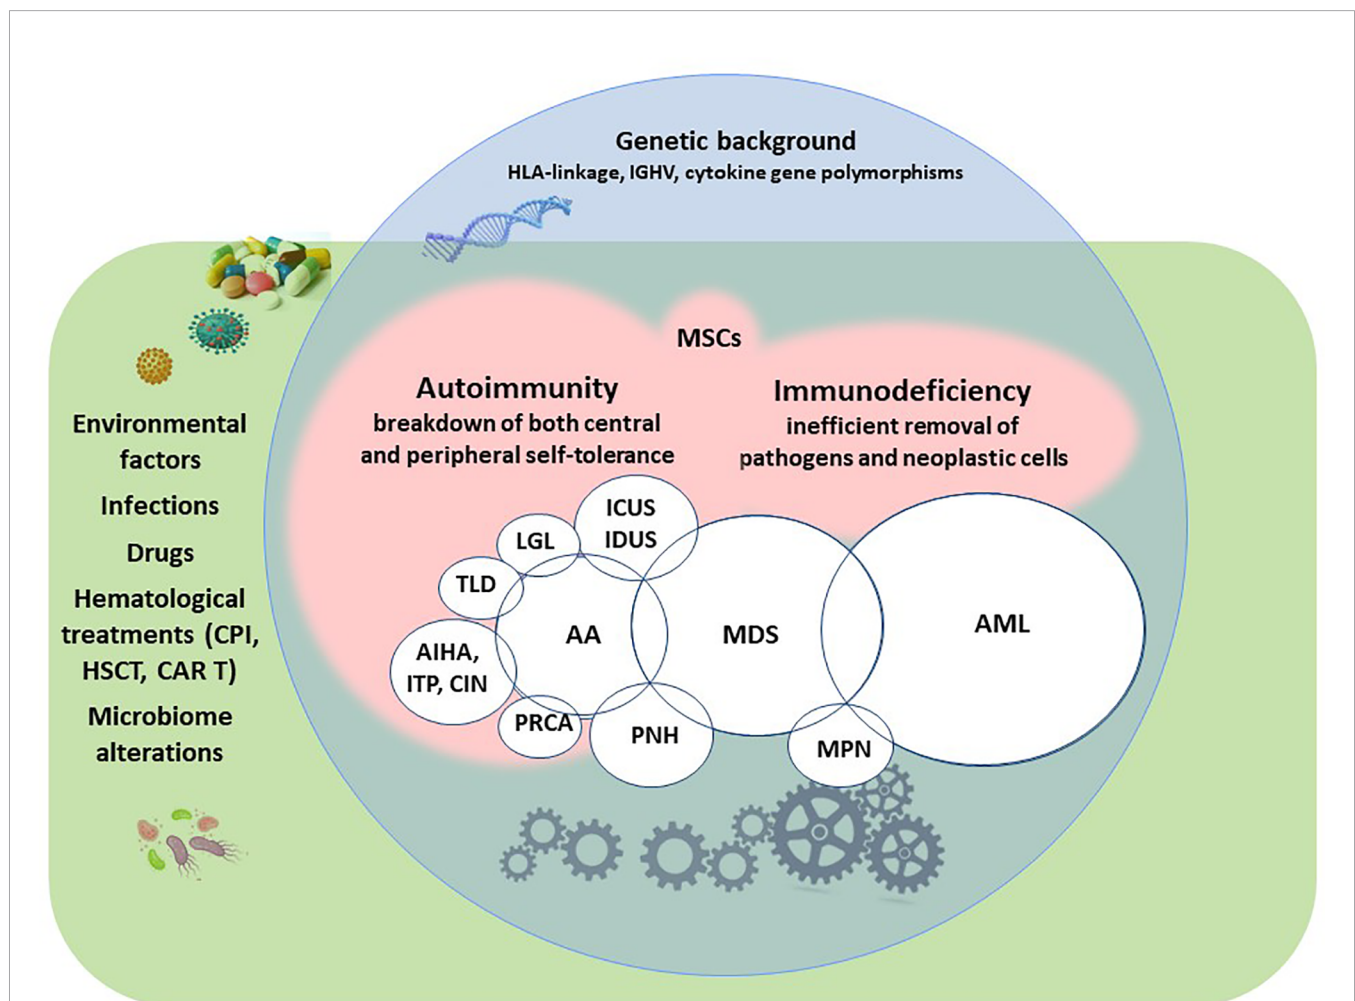 Genetic background
HLA-linkage, IGHV, cytokine gene polymorphisms
MSCs
Autoimmunity
breakdown of both central
and peripheral self-tolerance
Immunodeficiency
inefficient removal of
pathogens and neoplastic cells
Environmental
factors
Infections
Drugs
Hematological
treatments (CPI,
HSCT, CAR T)
Microbiome
alterations
ICUS
IDUS
LGL
TLD
AIHA,
ITP, CIN
PRCA
AA
PNH
MDS
MPN
AML